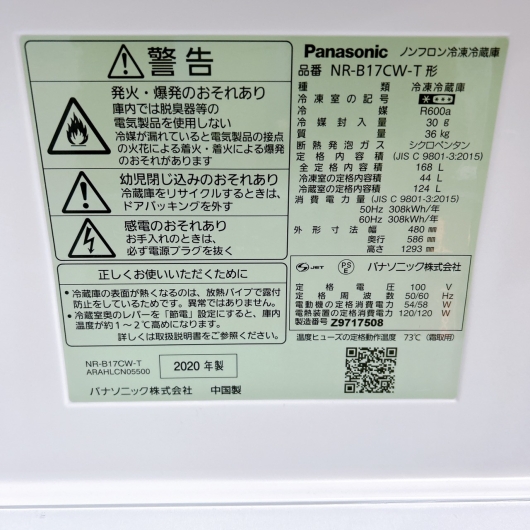 警告
発火・爆発のおそれあり
庫内では脱臭器等の
電気製品を使用しない
冷媒が漏れていると電気製品の接点
の火花による着火・着火による爆発
のおそれがあります
幼児閉じ込めのおそれあり
冷蔵庫をリサイクルするときは、
ドアパッキングを外す
感電のおそれあり
お手入れのときは、
必ず電源プラグを抜く
正しくお使いいただくために
・冷蔵庫の表面が熱くなるのは、放熱パイプで露付
防止をしているためです。異常ではありません。
・冷蔵室奥のレバーを「節電」設定にすると、庫内
温度が約1～2℃高めになります。
詳しくは取扱説明書をご参照ください。
NR-B17CW-T
ARAHLCN05500
2020年製
パナソニック株式会社 中国製
Panasonic ノンフロン冷凍冷蔵庫
品番 NR-B17CW-T形
種類 冷凍冷蔵庫
冷凍室の記号
冷媒 R600a
冷媒封入量 30g
質量 36kg
断熱発泡ガス シクロペンタン
定格内容積 (JIS C 9801-3:2015)
全定格内容積 168 L
冷凍室の定格内容積 44 L
冷蔵室の定格内容積 124 L
消費電力量 (JIS C 9801-3:2015)
50Hz 308kWh/年
60Hz 308kWh/年
外形寸法 幅 480 mm
奥行 586 mm
高さ 1293 mm
JET PSE パナソニック株式会社
定格電圧 100 V
定格周波数 50/60 Hz
電動機の定格消費電力 54/58 W
電熱装置の定格消費電力 120/120 W
製造番号 Z9717508
温度ヒューズの定格動作温度 73℃ (霜取用)